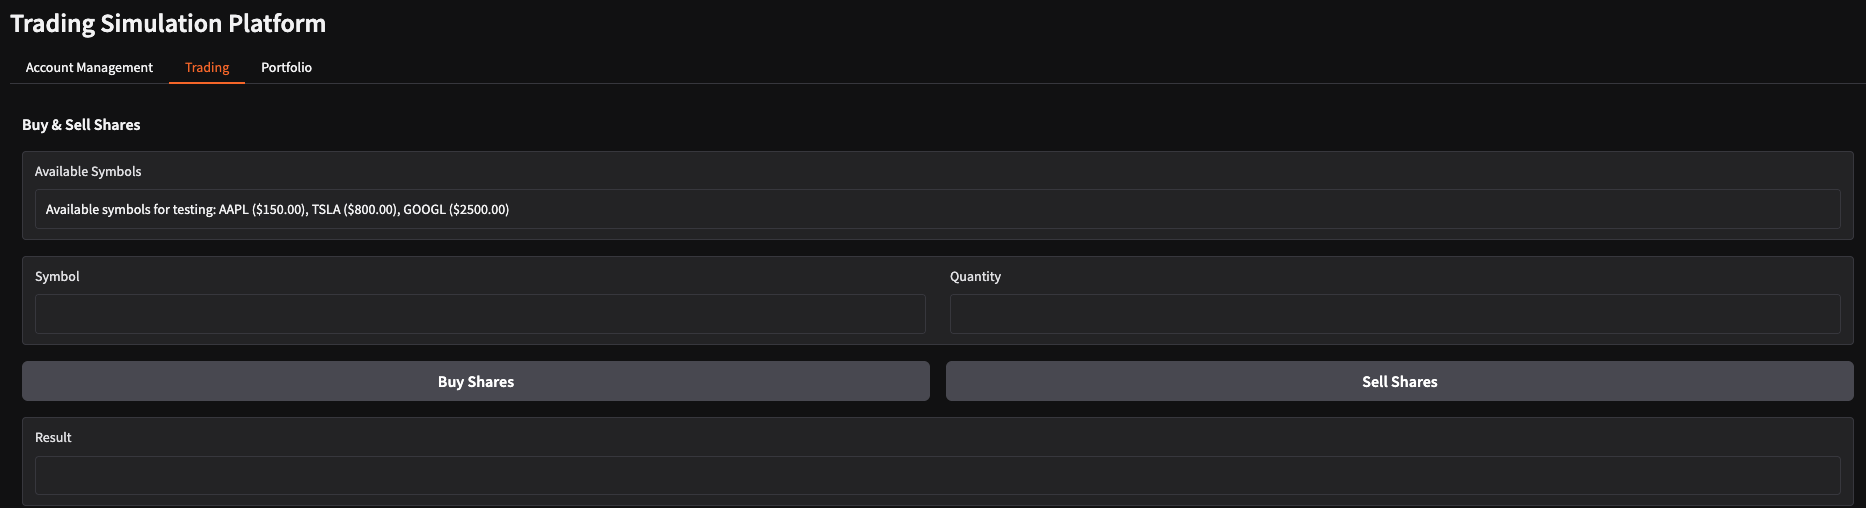 Trading Simulation Platform
Account Management Trading Portfolio
Buy & Sell Shares
Available Symbols
Available symbols for testing: AAPL ($150.00), TSLA ($800.00), GOOGL ($2500.00)
Symbol Quantity
Buy Shares Sell Shares
Result